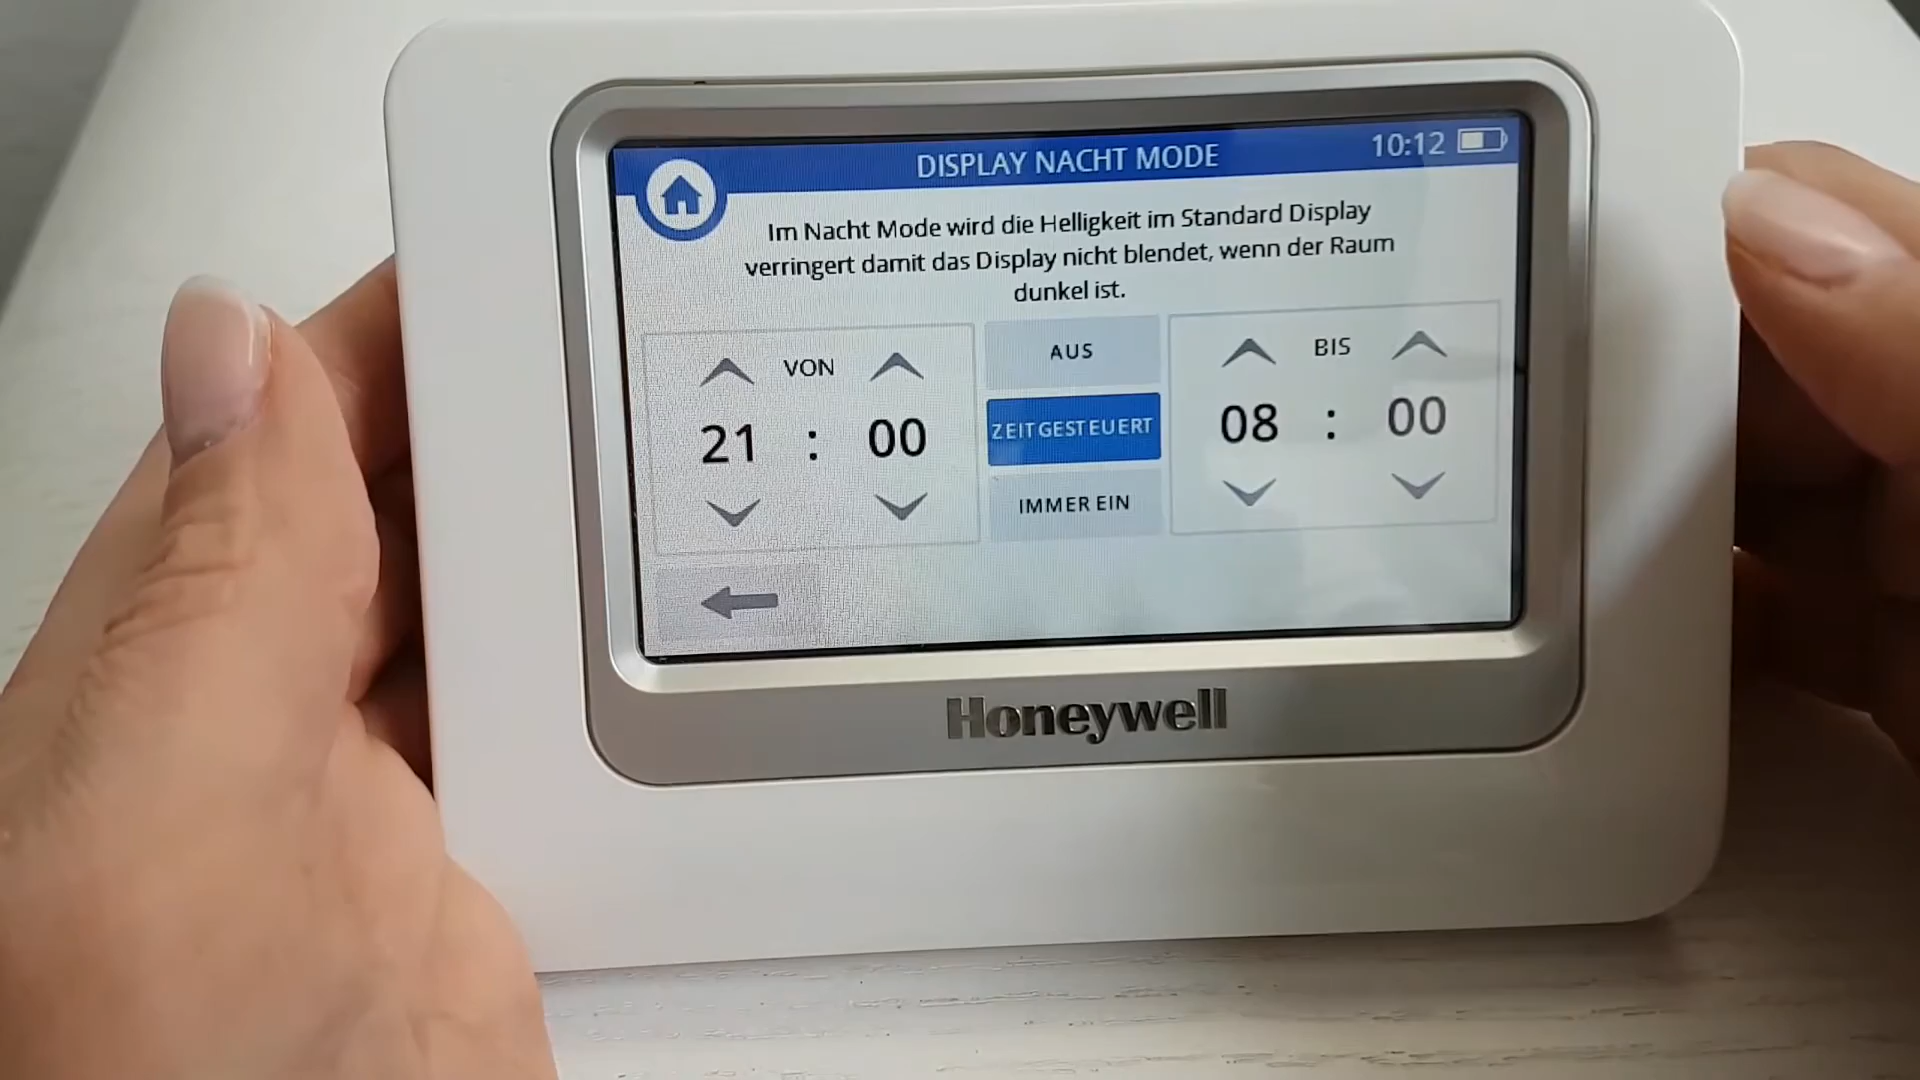 DISPLAY NACHT MODE
10:12
Im Nacht Mode wird die Helligkeit im Standard Display
verringert damit das Display nicht blendet, wenn der Raum
dunkel ist.
VON
21 : 00
AUS
ZEITGESTEUERT
IMMER EIN
BIS
08 : 00
Honeywell